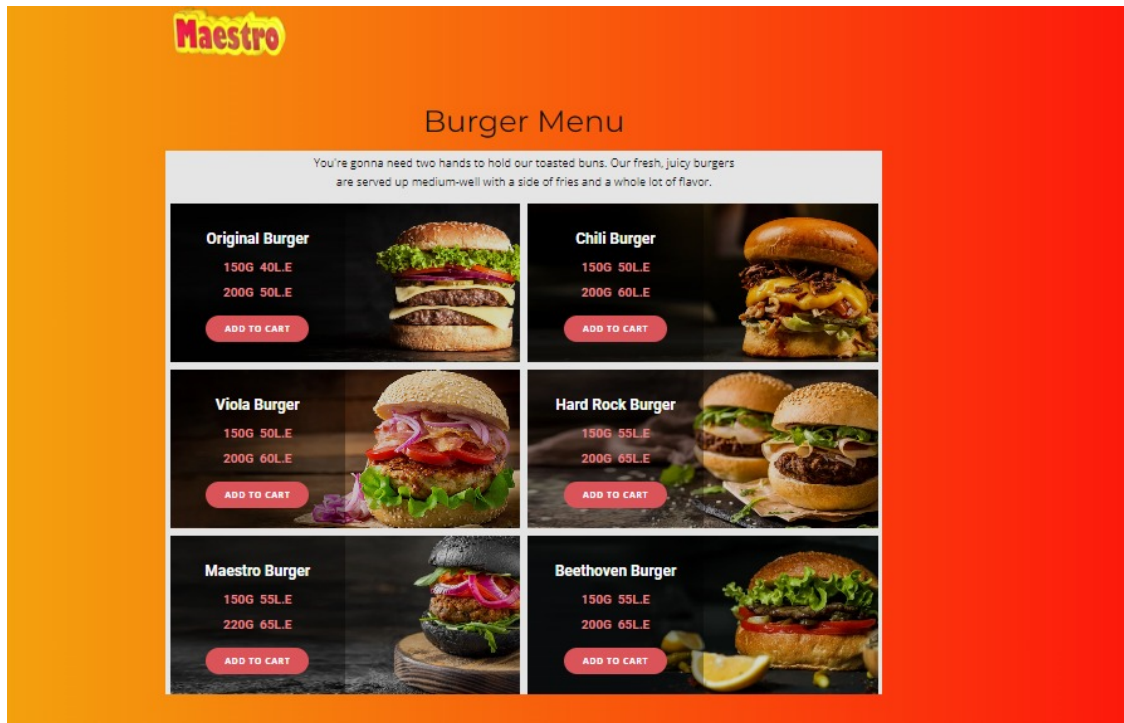 Maestro
Burger Menu
You're gonna need two hands to hold our toasted buns. Our fresh, juicy burgers
are served up medium-well with a side of fries and a whole lot of flavor.
Original Burger
150G 40L.E
200G 50L.E
ADD TO CART
Chili Burger
150G 50L.E
200G 60L.E
ADD TO CART
Viola Burger
150G 50L.E
200G 60L.E
ADD TO CART
Hard Rock Burger
150G 55L.E
200G 65L.E
ADD TO CART
Maestro Burger
150G 55L.E
220G 65L.E
ADD TO CART
Beethoven Burger
150G 55L.E
200G 65L.E
ADD TO CART